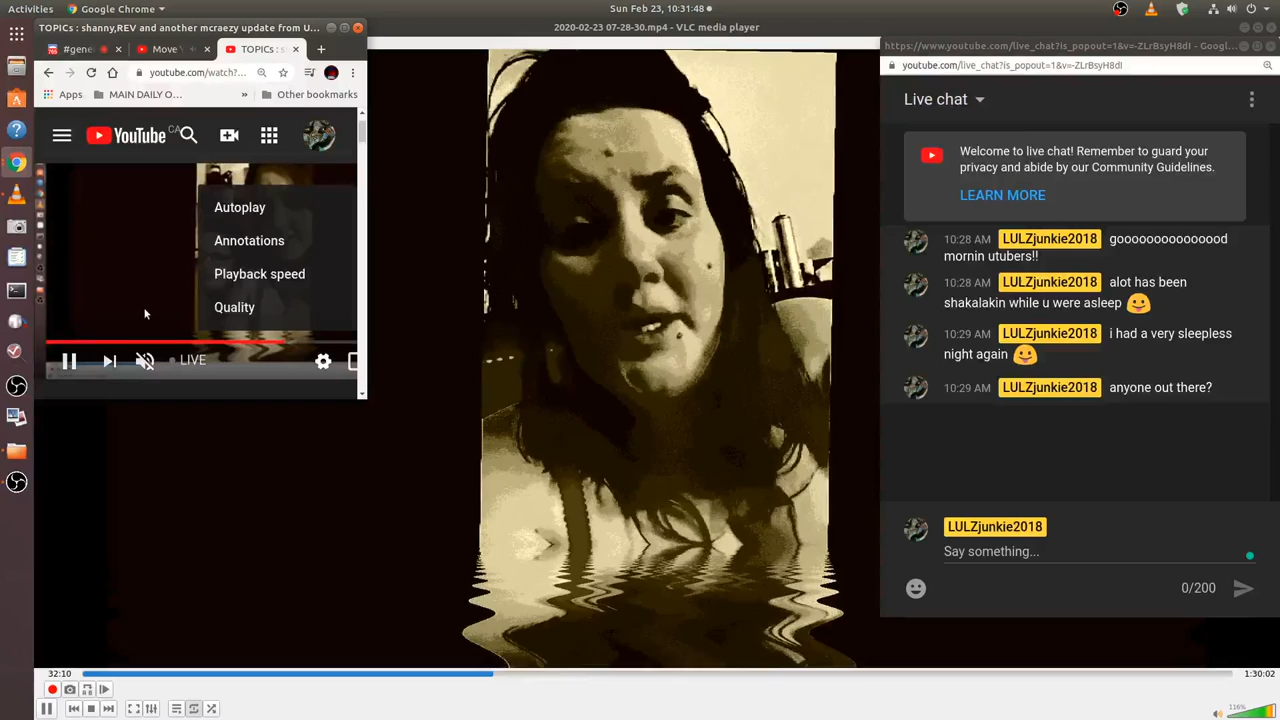 Activities
Google Chrome
Sun Feb 23, 10:31:48
TOPICS : shanny,REV and another mcraezy update from U...
2020-02-23 07-28-30.mp4 - VLC media player
https://www.youtube.com/live_chat?is_popout=1&v=-ZLrBsyH8dI - Googl...
#gene
Move
TOPICs : s
youtube.com/watch?...
youtube.com/live_chat?is_popout=1&v=-ZLrBsyH8dI
Apps
MAIN DAILY O...
»
Other bookmarks
YouTube CA
Live chat
Welcome to live chat! Remember to guard your
privacy and abide by our Community Guidelines.
LEARN MORE
Autoplay
Annotations
Playback speed
Quality
LIVE
10:28 AM LULZjunkie2018 gooooooooooooood
mornin utubers!!
10:28 AM LULZjunkie2018 alot has been
shakalakin while u were asleep
10:29 AM LULZjunkie2018 i had a very sleepless
night again
10:29 AM LULZjunkie2018 anyone out there?
LULZjunkie2018
Say something...
0/200
32:10
1:30:02
116%